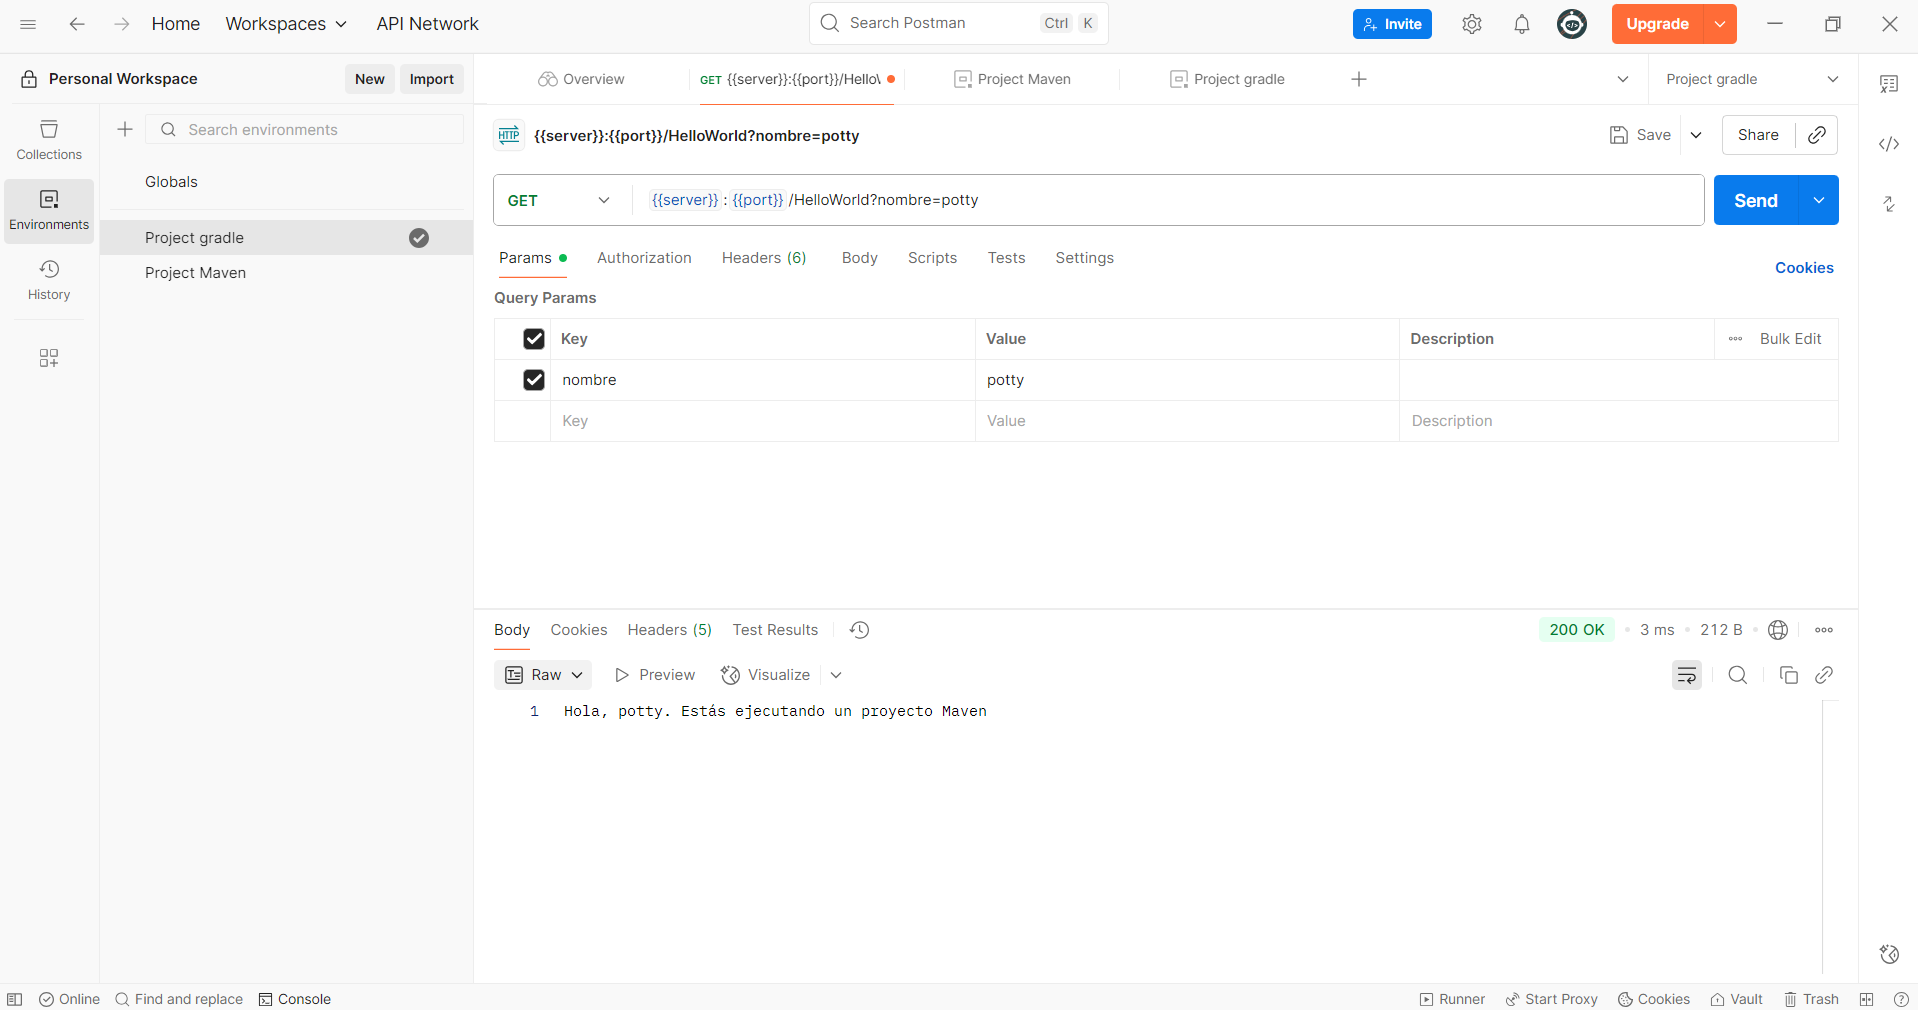 Home
Workspaces
API Network
Search Postman
Ctrl
K
Invite
Upgrade
Personal Workspace
New
Import
Overview
GET {{server}}:{{port}}/Hello
Project Maven
Project gradle
Project gradle
Collections
Environments
History
Search environments
Globals
Project gradle
Project Maven
HTTP
{{server}}:{{port}}/HelloWorld?nombre=potty
Save
Share
GET
{{server}} : {{port}} /HelloWorld?nombre=potty
Send
Params
Authorization
Headers (6)
Body
Scripts
Tests
Settings
Cookies
Query Params
Key
Value
Description
Bulk Edit
nombre
potty
Key
Value
Description
Body
Cookies
Headers (5)
Test Results
200 OK
3 ms
212 B
Raw
Preview
Visualize
1 Hola, potty. Estás ejecutando un proyecto Maven
Online
Find and replace
Console
Runner
Start Proxy
Cookies
Vault
Trash